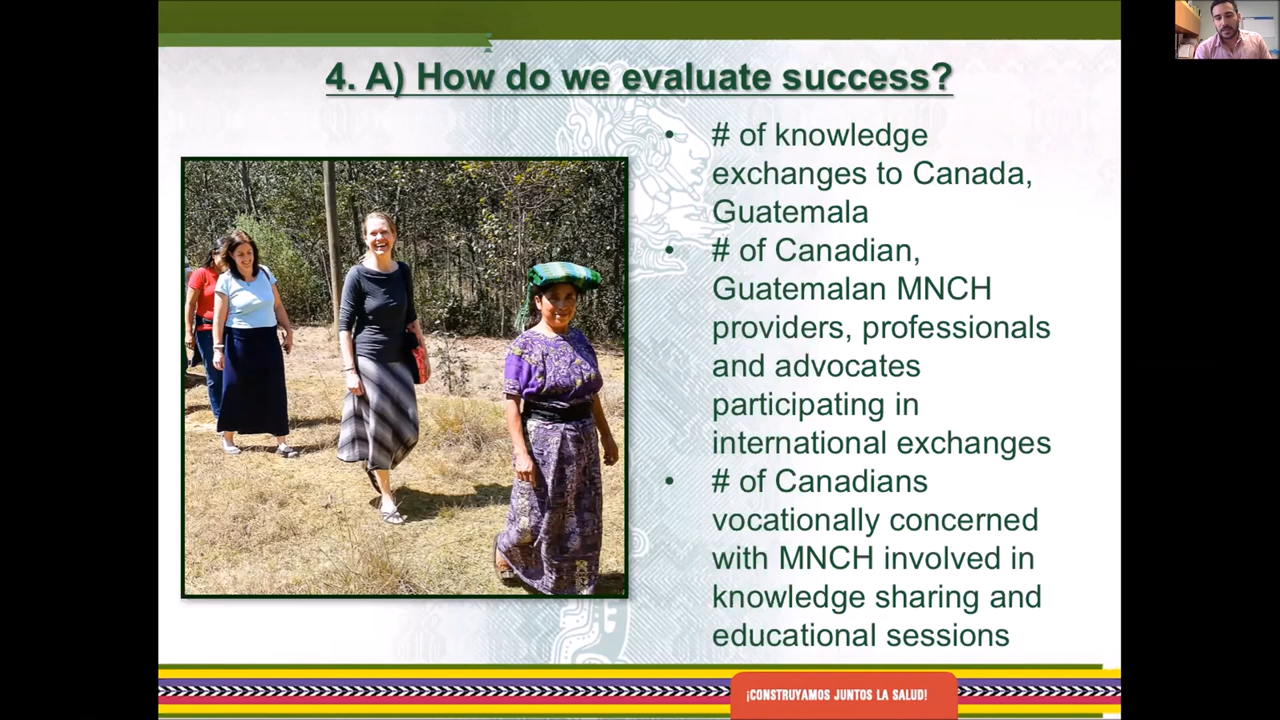 4. A) How do we evaluate success?
• # of knowledge
exchanges to Canada,
Guatemala
• # of Canadian,
Guatemalan MNCH
providers, professionals
and advocates
participating in
international exchanges
• # of Canadians
vocationally concerned
with MNCH involved in
knowledge sharing and
educational sessions
¡CONSTRUYAMOS JUNTOS LA SALUD!